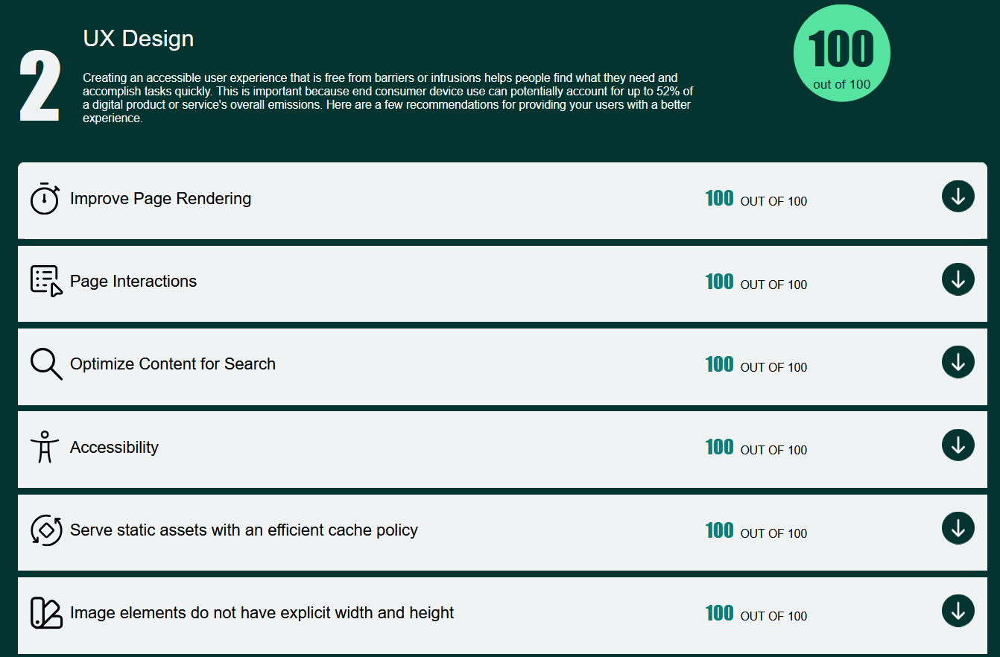 2
UX Design
Creating an accessible user experience that is free from barriers or intrusions helps people find what they need and
accomplish tasks quickly. This is important because end consumer device use can potentially account for up to 52% of
a digital product or service's overall emissions. Here are a few recommendations for providing your users with a better
experience.
100
out of 100
Improve Page Rendering 100 OUT OF 100
Page Interactions 100 OUT OF 100
Optimize Content for Search 100 OUT OF 100
Accessibility 100 OUT OF 100
Serve static assets with an efficient cache policy 100 OUT OF 100
Image elements do not have explicit width and height 100 OUT OF 100